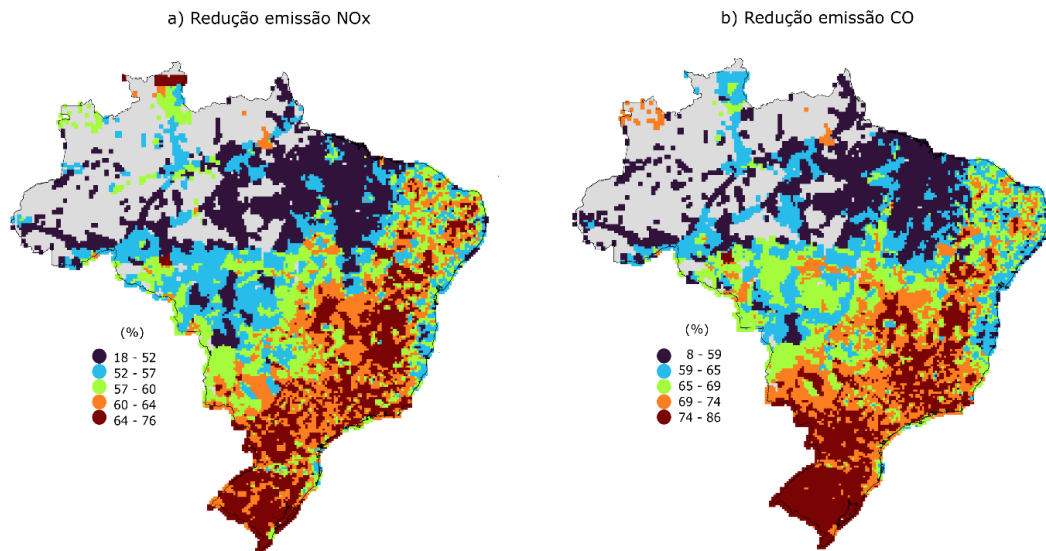 a) Redução emissão NOx
b) Redução emissão CO
(%)
18 - 52
52 - 57
57 - 60
60 - 64
64 - 76
(%)
8 - 59
59 - 65
65 - 69
69 - 74
74 - 86